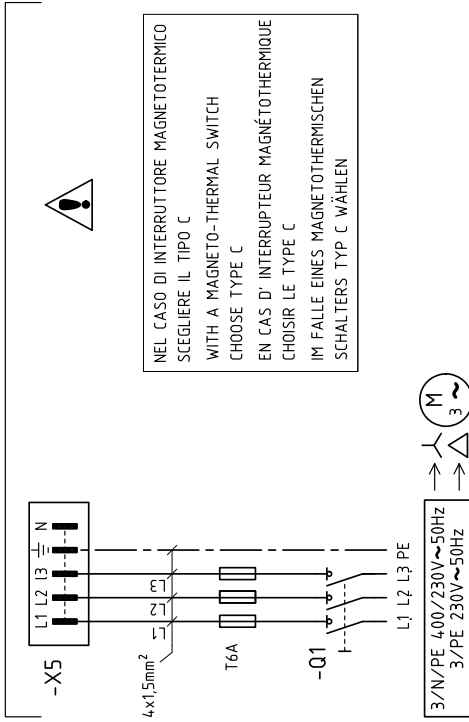 NEL CASO DI INTERRUTTORE MAGNETOTERMICO
SCEGLIERE IL TIPO C
WITH A MAGNETO-THERMAL SWITCH
CHOOSE TYPE C
EN CAS D' INTERRUPTEUR MAGNÉTOTHERMIQUE
CHOISIR LE TYPE C
IM FALLE EINES MAGNETOTHERMISCHEN
SCHALTERS TYP C WÄHLEN
-X5
L1 L2 l3 N
4x1,5mm²
L1 L2 L3
T6A
-Q1
L1 L2 L3 PE
3/N/PE 400/230V~50Hz
3/PE 230V~50Hz
M
3~